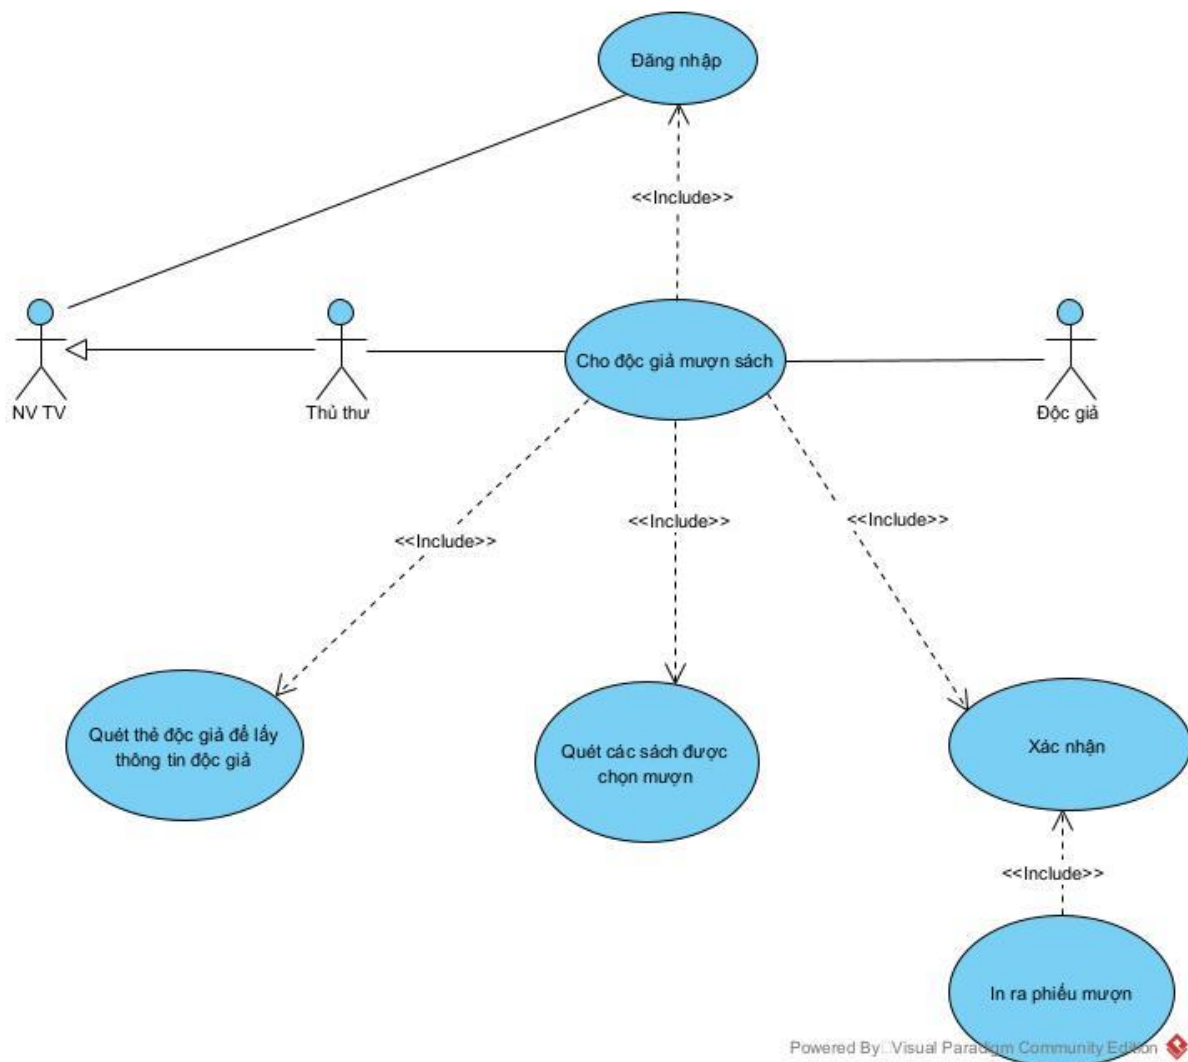 Đăng nhập
<<Include>>
NV TV
Thủ thư
Cho độc giả mượn sách
Độc giả
<<Include>>
<<Include>>
<<Include>>
Quét thẻ độc giả để lấy
thông tin độc giả
Quét các sách được
chọn mượn
Xác nhận
<<Include>>
In ra phiếu mượn
Powered By Visual Paradigm Community Edition